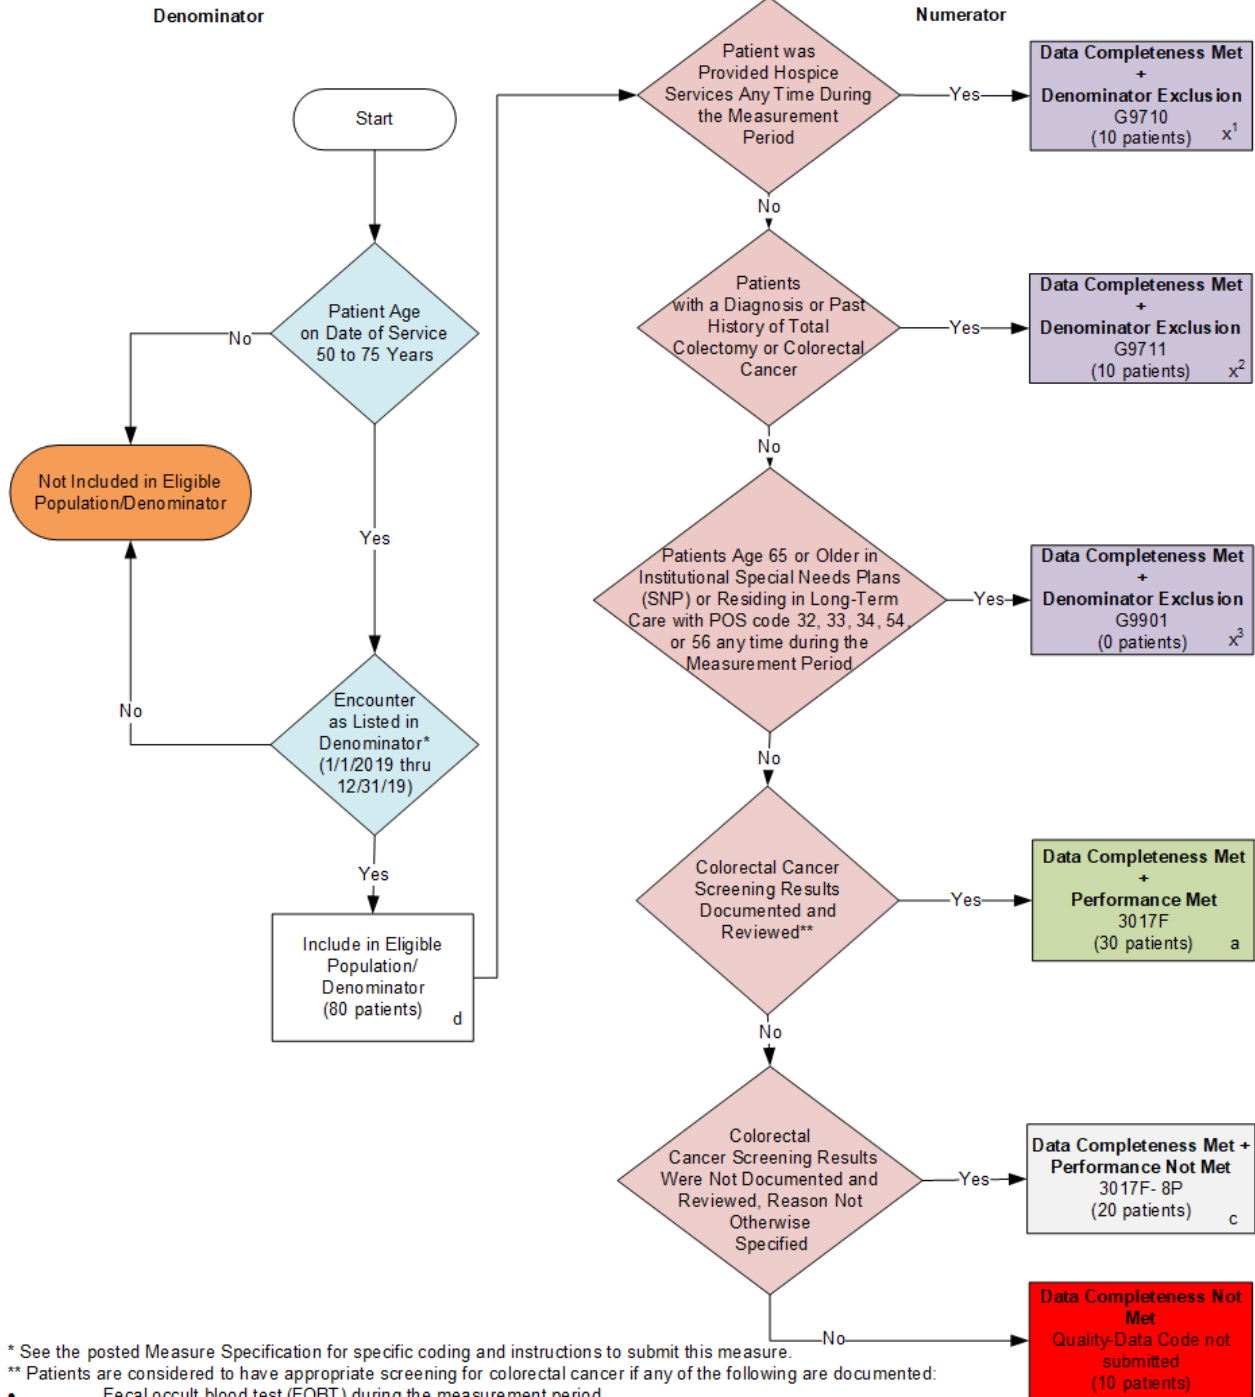 Denominator
Start
Patient Age
on Date of Service
50 to 75 Years
No
Not Included in Eligible
Population/Denominator
Yes
Encounter
as Listed in
Denominator*
(1/1/2019 thru
12/31/19)
No
Yes
Include in Eligible
Population/
Denominator
(80 patients)
d
Numerator
Patient was
Provided Hospice
Services Any Time During
the Measurement
Period
Yes
Data Completeness Met
+
Denominator Exclusion
G9710
(10 patients)
x1
No
Patients
with a Diagnosis or Past
History of Total
Colectomy or Colorectal
Cancer
Yes
Data Completeness Met
+
Denominator Exclusion
G9711
(10 patients)
x2
No
Patients Age 65 or Older in
Institutional Special Needs Plans
(SNP) or Residing in Long-Term
Care with POS code 32, 33, 34, 54,
or 56 any time during the
Measurement Period
Yes
Data Completeness Met
+
Denominator Exclusion
G9901
(0 patients)
x3
No
Colorectal Cancer
Screening Results
Documented and
Reviewed**
Yes
Data Completeness Met
+
Performance Met
3017F
(30 patients)
a
No
Colorectal
Cancer Screening Results
Were Not Documented and
Reviewed, Reason Not
Otherwise
Specified
Yes
Data Completeness Met +
Performance Not Met
3017F- 8P
(20 patients)
c
No
Data Completeness Not
Met
Quality-Data Code not
submitted
(10 patients)
* See the posted Measure Specification for specific coding and instructions to submit this measure.
** Patients are considered to have appropriate screening for colorectal cancer if any of the following are documented:
• Fecal occult blood test (FOBT) during the measurement period